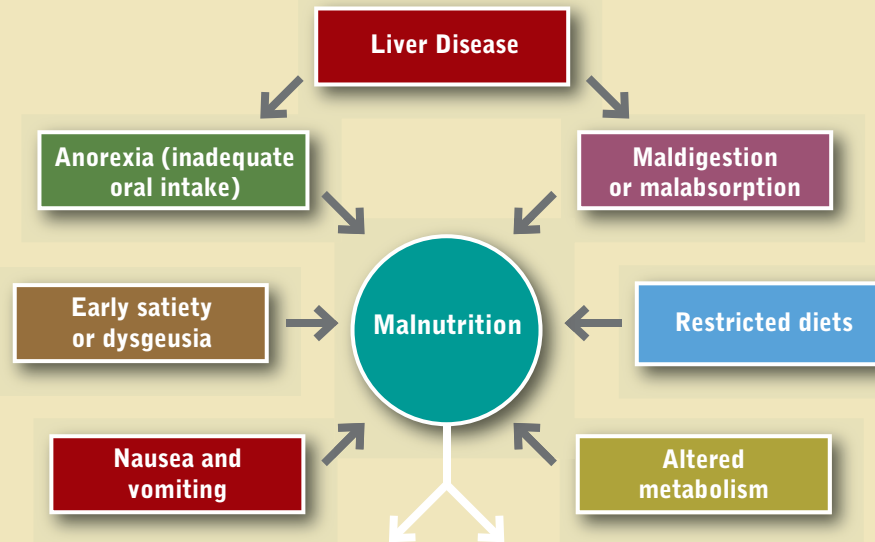 Liver Disease
Anorexia (inadequate
oral intake)
Maldigestion
or malabsorption
Early satiety
or dysgeusia
Malnutrition
Restricted diets
Nausea and
vomiting
Altered
metabolism